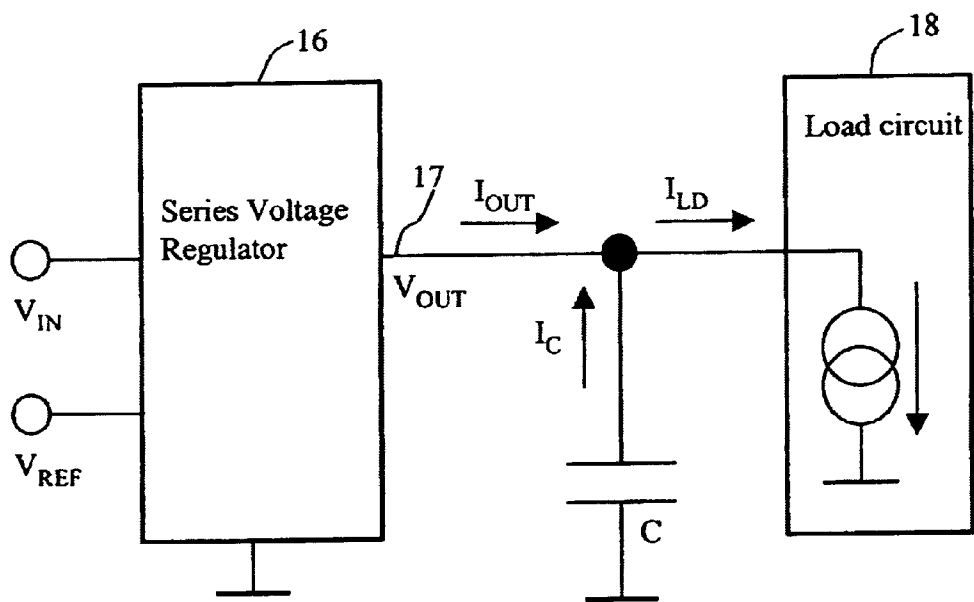 16
18
Load circuit
Series Voltage
Regulator
17
I_OUT
I_LD
V_IN
V_OUT
I_C
V_REF
C